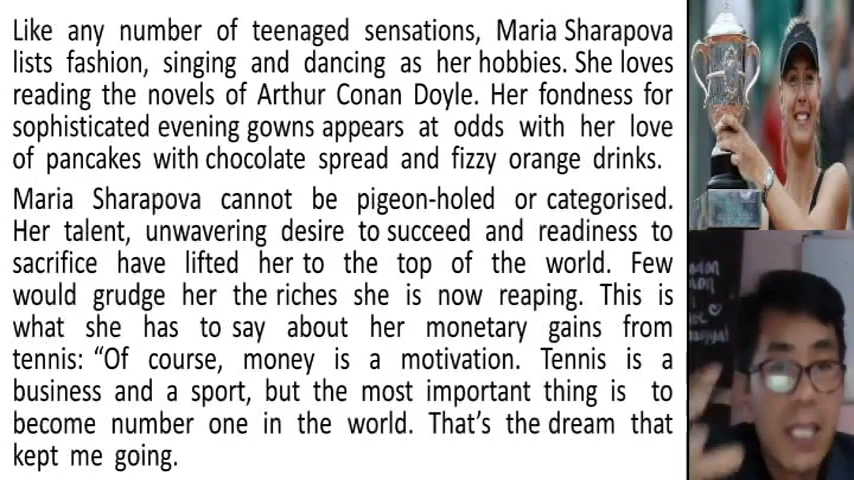 Like any number of teenaged sensations, Maria Sharapova
lists fashion, singing and dancing as her hobbies. She loves
reading the novels of Arthur Conan Doyle. Her fondness for
sophisticated evening gowns appears at odds with her love
of pancakes with chocolate spread and fizzy orange drinks.
Maria Sharapova cannot be pigeon-holed or categorised.
Her talent, unwavering desire to succeed and readiness to
sacrifice have lifted her to the top of the world. Few
would grudge her the riches she is now reaping. This is
what she has to say about her monetary gains from
tennis: “Of course, money is a motivation. Tennis is a
business and a sport, but the most important thing is to
become number one in the world. That’s the dream that
kept me going.